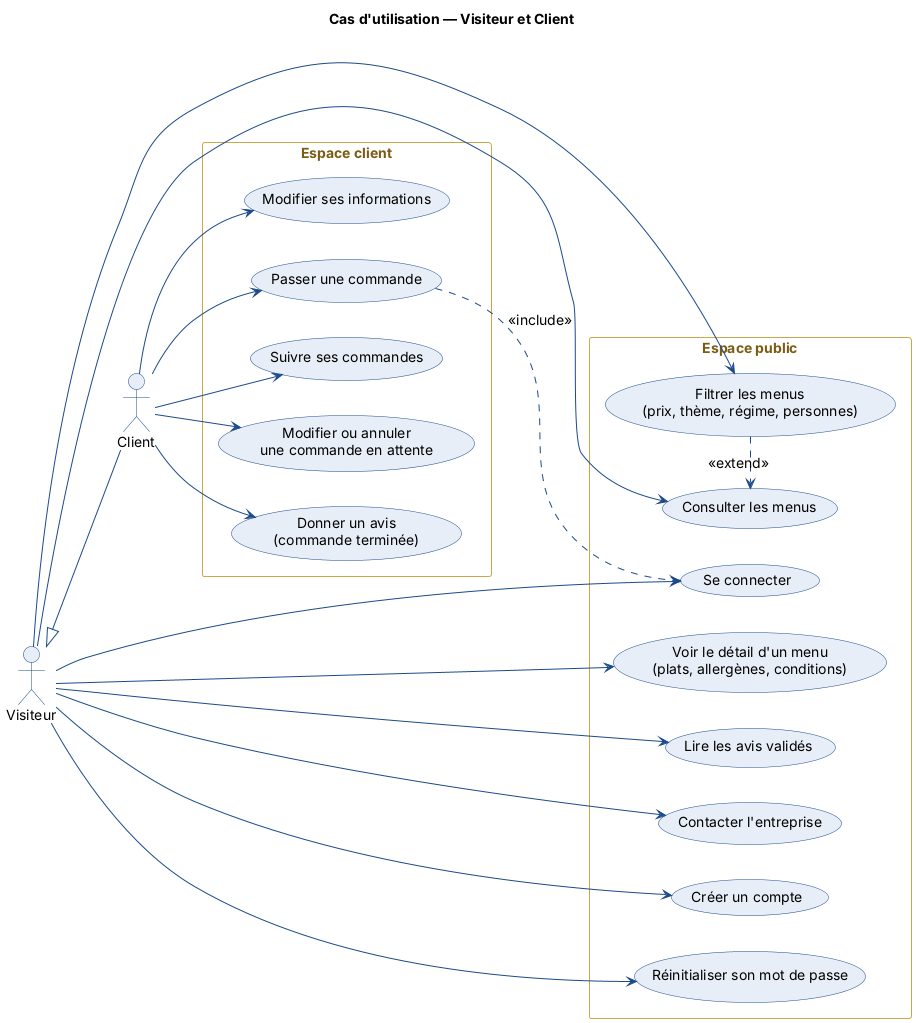 Cas d'utilisation — Visiteur et Client
Espace client
Modifier ses informations
Passer une commande
«include»
Suivre ses commandes
Modifier ou annuler
une commande en attente
Donner un avis
(commande terminée)
Client
Visiteur
Espace public
Filtrer les menus
(prix, thème, régime, personnes)
«extend»
Consulter les menus
Se connecter
Voir le détail d'un menu
(plats, allergènes, conditions)
Lire les avis validés
Contacter l'entreprise
Créer un compte
Réinitialiser son mot de passe